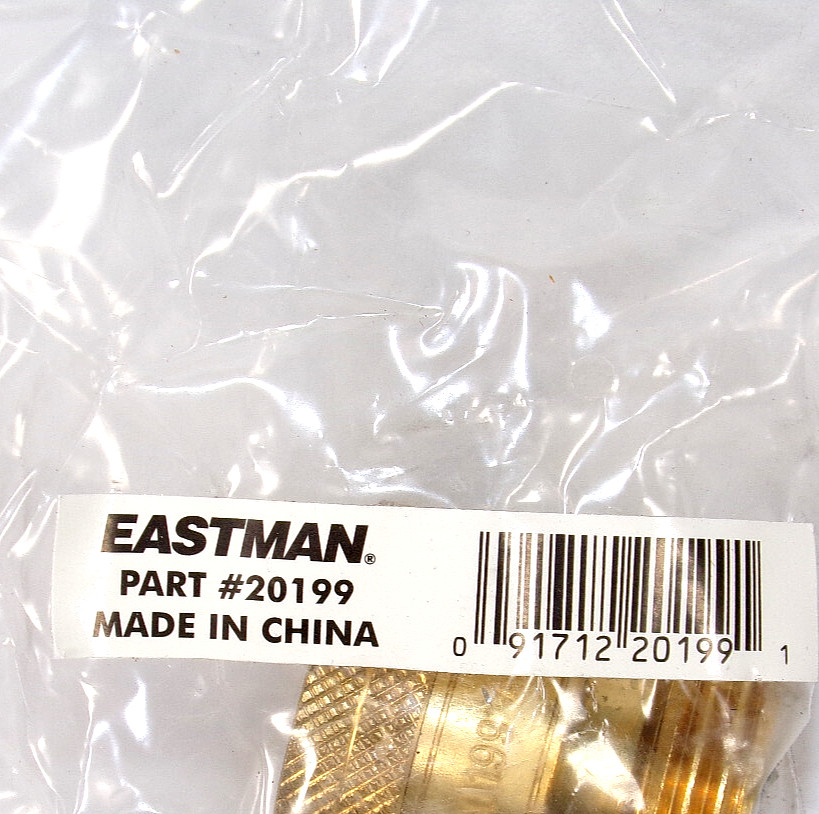 EASTMAN®
PART #20199
MADE IN CHINA
0 91712 20199 1